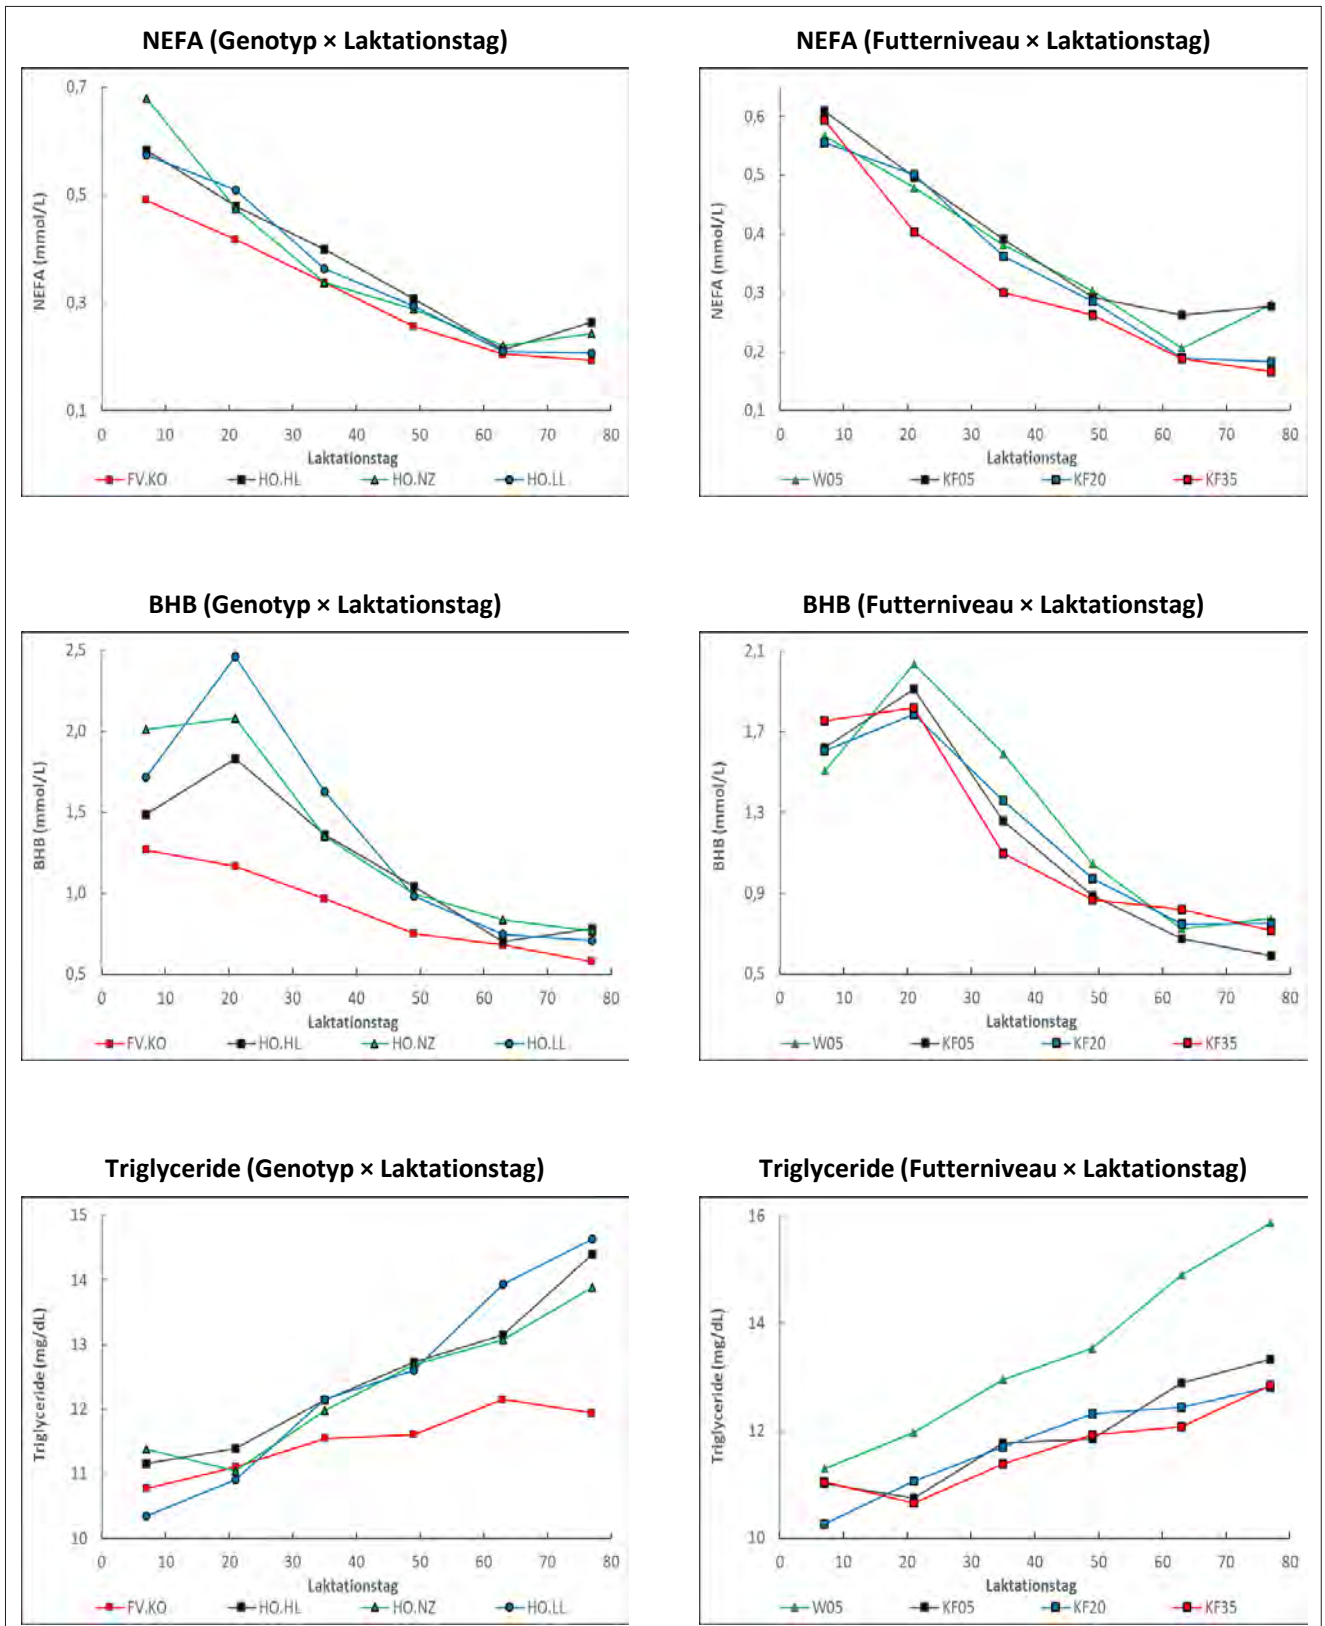 NEFA (Genotyp × Laktationstag)
0,7
0,5
0,3
0,1
NEFA (mmol/L)
0 10 20 30 40 50 60 70 80
Laktationstag
FV.KO HO.HL HO.NZ HO.LL
NEFA (Futterniveau × Laktationstag)
0,6
0,5
0,4
0,3
0,2
0,1
NEFA (mmol/L)
0 10 20 30 40 50 60 70 80
Laktationstag
W05 KF05 KF20 KF35
BHB (Genotyp × Laktationstag)
2,5
2,0
1,5
1,0
0,5
BHB (mmol/L)
0 10 20 30 40 50 60 70 80
Laktationstag
FV.KO HO.HL HO.NZ HO.LL
BHB (Futterniveau × Laktationstag)
2,1
1,7
1,3
0,9
0,5
BHB (mmol/L)
0 10 20 30 40 50 60 70 80
Laktationstag
W05 KF05 KF20 KF35
Triglyceride (Genotyp × Laktationstag)
15
14
13
12
11
10
Triglyceride (mg/dL)
0 10 20 30 40 50 60 70 80
Laktationstag
FV.KO HO.HL HO.NZ HO.LL
Triglyceride (Futterniveau × Laktationstag)
16
14
12
10
Triglyceride (mg/dL)
0 10 20 30 40 50 60 70 80
Laktationstag
W05 KF05 KF20 KF35